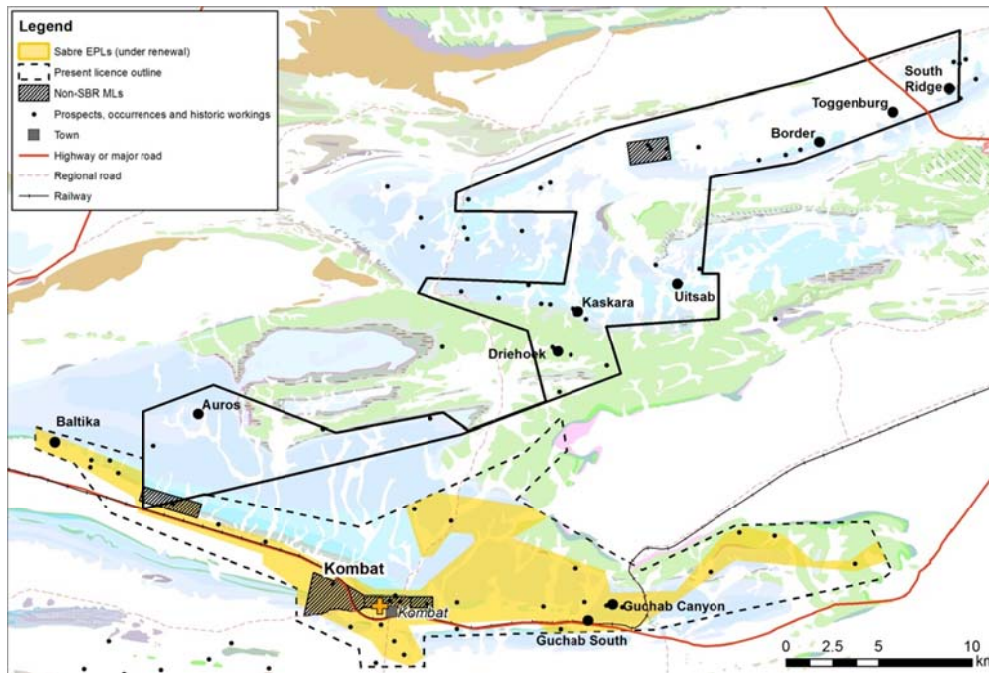 Legend
Sabre EPLs (under renewal)
Present licence outline
Non-SBR MLs
Prospects, occurrences and historic workings
Town
Highway or major road
Regional road
Railway
South
Ridge
Toggenburg
Border
Uitsab
Kaskara
Driehoek
Auros
Baltika
Kombat
Kombat
Guchab Canyon
Guchab South
0 2.5 5 10
km